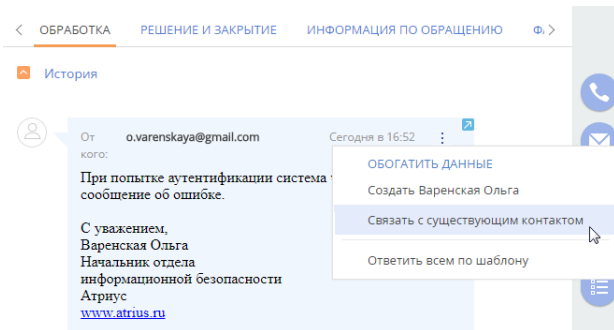 ОБРАБОТКА РЕШЕНИЕ И ЗАКРЫТИЕ ИНФОРМАЦИЯ ПО ОБРАЩЕНИЮ
История
От кого: o.varenskaya@gmail.com Сегодня в 16:52
ОБОГАТИТЬ ДАННЫЕ
Создать Варенская Ольга
Связать с существующим контактом
Ответить всем по шаблону
При попытке аутентификации система
сообщение об ошибке.
С уважением,
Варенская Ольга
Начальник отдела
информационной безопасности
Атриус
www.atrius.ru